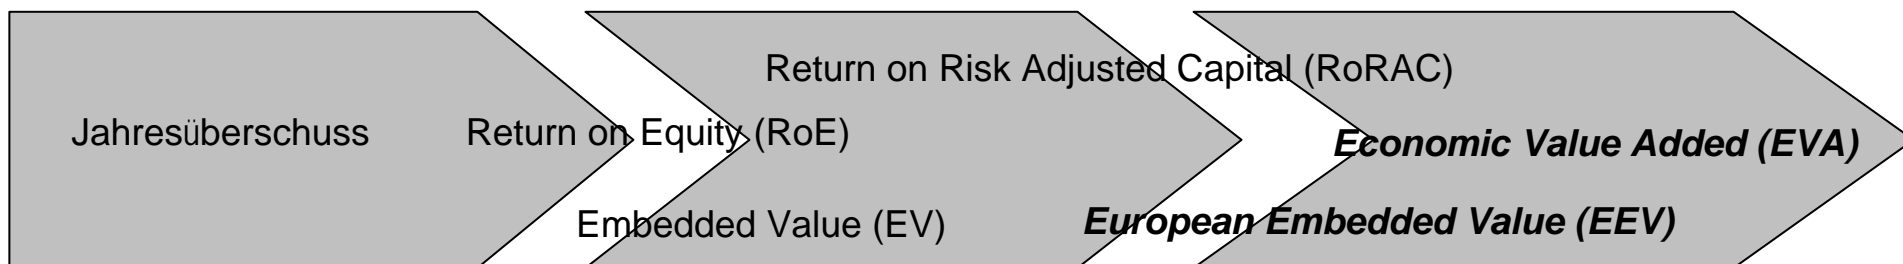 Return on Risk Adjusted Capital (RoRAC)
Jahresüberschuss
Return on Equity (RoE)
Economic Value Added (EVA)
Embedded Value (EV)
European Embedded Value (EEV)